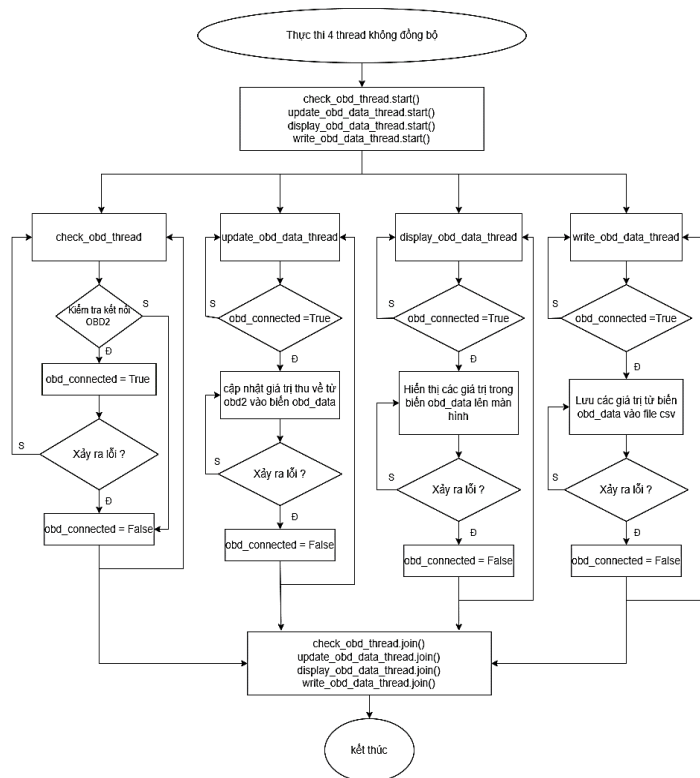 Thực thi 4 thread không đồng bộ
check_obd_thread.start()
update_obd_data_thread.start()
display_obd_data_thread.start()
write_obd_data_thread.start()
check_obd_thread
update_obd_data_thread
display_obd_data_thread
write_obd_data_thread
Kiểm tra kết nối
OBD2
S
Đ
obd_connected = True
Xảy ra lỗi ?
S
Đ
obd_connected = False
obd_connected =True
S
Đ
cập nhật giá trị thu về từ
obd2 vào biến obd_data
Xảy ra lỗi ?
S
Đ
obd_connected = False
obd_connected =True
S
Đ
Hiển thị các giá trị trong
biến obd_data lên màn
hình
Xảy ra lỗi ?
S
Đ
obd_connected = False
obd_connected =True
S
Đ
Lưu các giá trị từ biến
obd_data vào file csv
Xảy ra lỗi ?
S
Đ
obd_connected = False
check_obd_thread.join()
update_obd_data_thread.join()
display_obd_data_thread.join()
write_obd_data_thread.join()
kết thúc